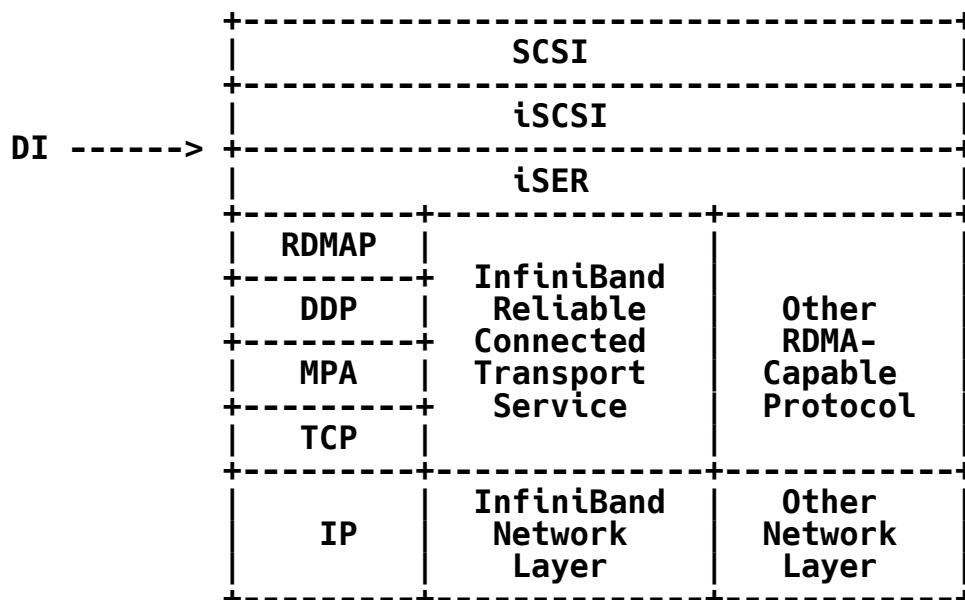 +--------------------------------------+
|              SCSI                    |
+--------------------------------------+
|              iSCSI                   |
DI ------> +--------------------------------------+
|              iSER                    |
+---------+--------------+-------------+
|  RDMAP  |              |             |
+---------+  InfiniBand  |             |
|   DDP   |   Reliable   |   Other     |
+---------+  Connected   |   RDMA-     |
|   MPA   |  Transport   |  Capable    |
+---------+   Service    |  Protocol   |
|   TCP   |              |             |
+---------+--------------+-------------+
|         |  InfiniBand  |   Other     |
|   IP    |   Network    |  Network    |
|         |    Layer     |   Layer     |
+---------+--------------+-------------+